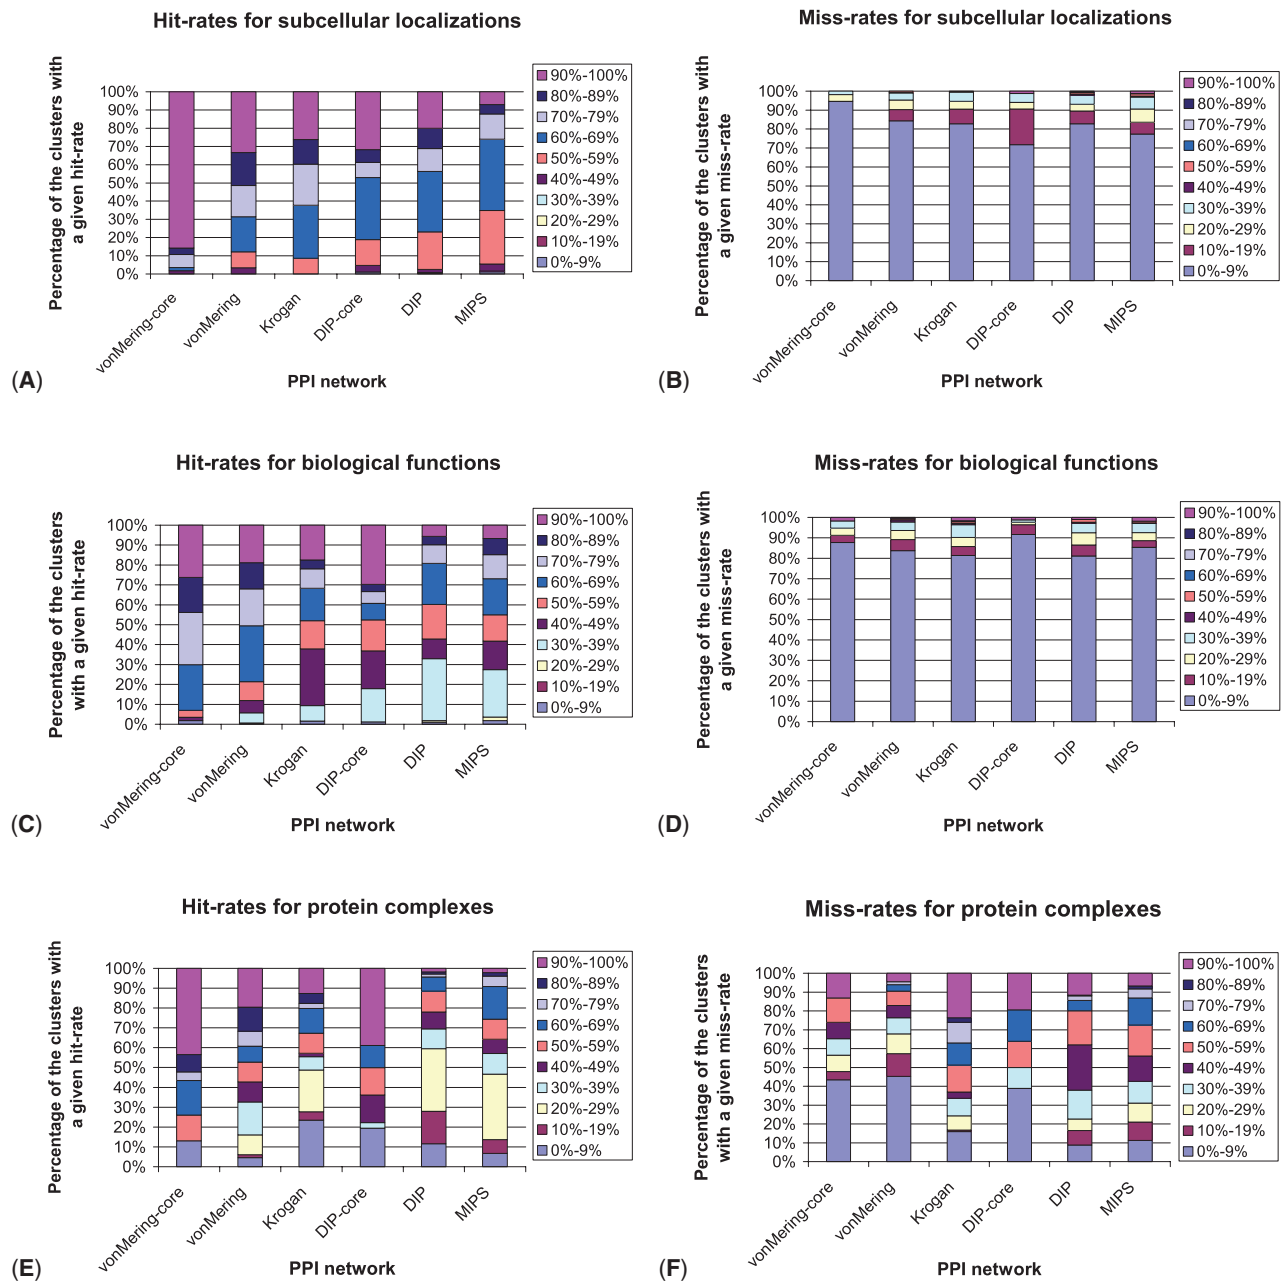 Hit-rates for subcellular localizations
Percentage of the clusters with
a given hit-rate
100%
90%
80%
70%
60%
50%
40%
30%
20%
10%
0%
90%-100%
80%-89%
70%-79%
60%-69%
50%-59%
40%-49%
30%-39%
20%-29%
10%-19%
0%-9%
vonMering-core
vonMering
Krogan
DIP-core
DIP
MIPS
(A)
PPI network
Miss-rates for subcellular localizations
Percentage of the clusters with
a given miss-rate
100%
90%
80%
70%
60%
50%
40%
30%
20%
10%
0%
90%-100%
80%-89%
70%-79%
60%-69%
50%-59%
40%-49%
30%-39%
20%-29%
10%-19%
0%-9%
vonMering-core
vonMering
Krogan
DIP-core
DIP
MIPS
(B)
PPI network
Hit-rates for biological functions
Percentage of the clusters
with a given hit-rate
100%
90%
80%
70%
60%
50%
40%
30%
20%
10%
0%
90%-100%
80%-89%
70%-79%
60%-69%
50%-59%
40%-49%
30%-39%
20%-29%
10%-19%
0%-9%
vonMering-core
vonMering
Krogan
DIP-core
DIP
MIPS
(C)
PPI network
Miss-rates for biological functions
Percentage of the clusters with
a given miss-rate
100%
90%
80%
70%
60%
50%
40%
30%
20%
10%
0%
90%-100%
80%-89%
70%-79%
60%-69%
50%-59%
40%-49%
30%-39%
20%-29%
10%-19%
0%-9%
vonMering-core
vonMering
Krogan
DIP-core
DIP
MIPS
(D)
PPI network
Hit-rates for protein complexes
Percentage of the clusters with
a given hit-rate
100%
90%
80%
70%
60%
50%
40%
30%
20%
10%
0%
90%-100%
80%-89%
70%-79%
60%-69%
50%-59%
40%-49%
30%-39%
20%-29%
10%-19%
0%-9%
vonMering-core
vonMering
Krogan
DIP-core
DIP
MIPS
(E)
PPI network
Miss-rates for protein complexes
Percentage of the clusters
with a given miss-rate
100%
90%
80%
70%
60%
50%
40%
30%
20%
10%
0%
90%-100%
80%-89%
70%-79%
60%-69%
50%-59%
40%-49%
30%-39%
20%-29%
10%-19%
0%-9%
vonMering-core
vonMering
Krogan
DIP-core
DIP
MIPS
(F)
PPI network